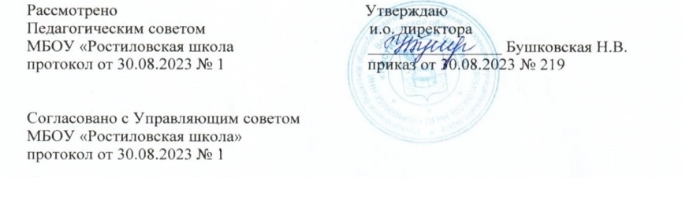 Рассмотрено
Педагогическим советом
МБОУ «Ростиловская школа
протокол от 30.08.2023 № 1
Утверждаю
и.о. директора
Бушковская Н.В.
приказ от 30.08.2023 № 219
Согласовано с Управляющим советом
МБОУ «Ростиловская школа»
протокол от 30.08.2023 № 1